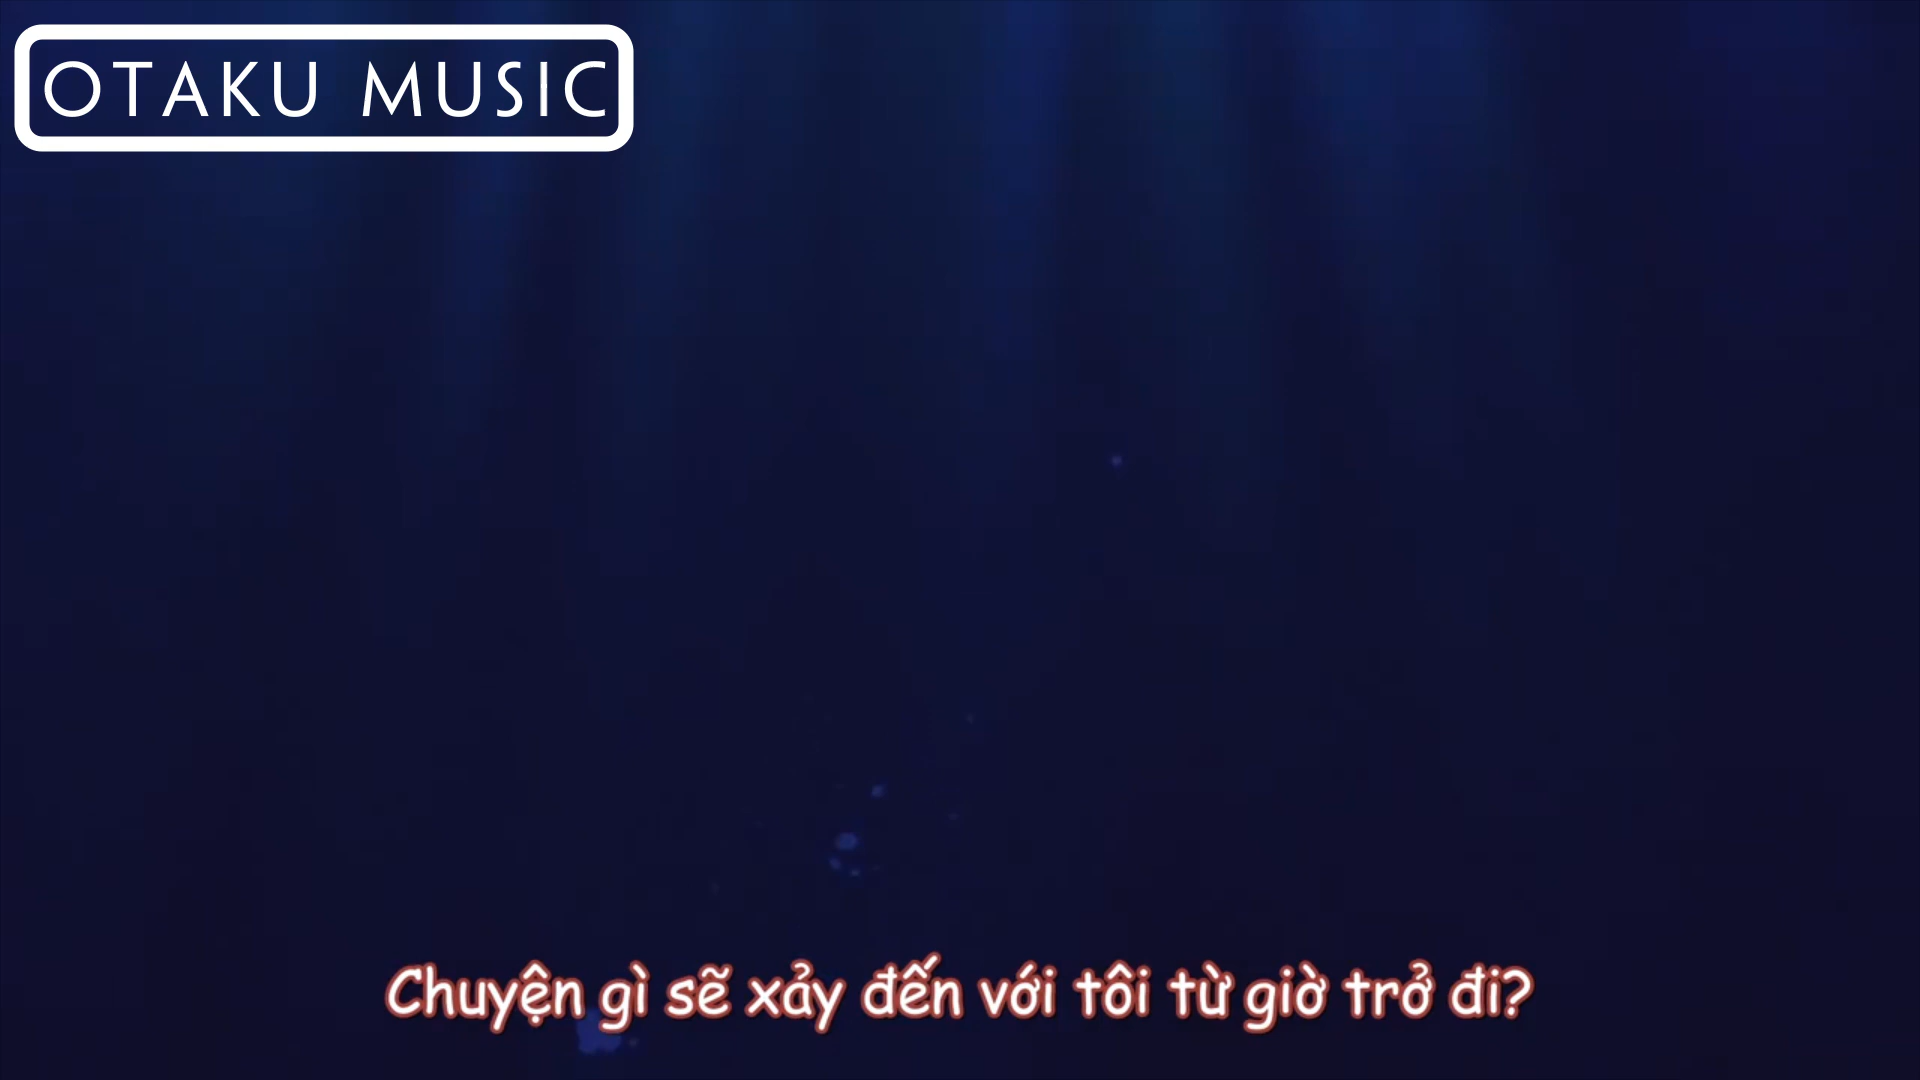 OTAKU MUSIC
Chuyện gì sẽ xảy đến với tôi từ giờ trở đi?